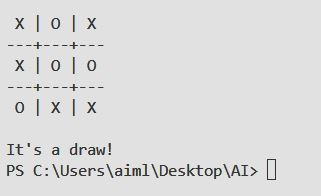 X | O | X
---+---+---
X | O | O
---+---+---
O | X | X
It's a draw!
PS C:\Users\aiml\Desktop\AI>